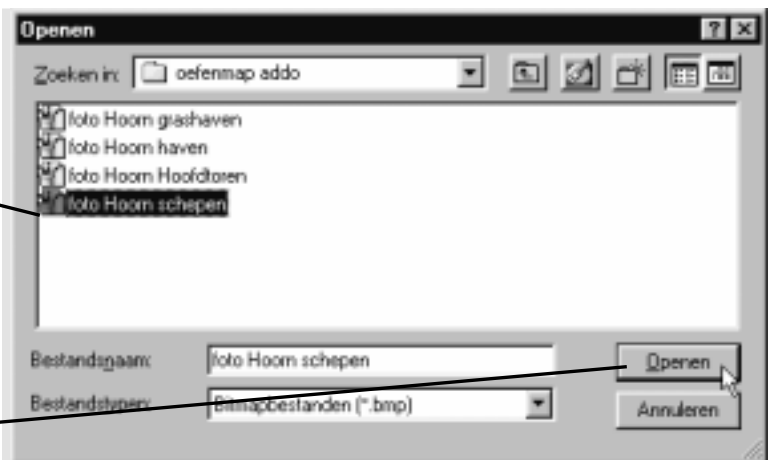 Openen
Zoeken in: oefenmap addo
foto Hoorn grashaven
foto Hoorn haven
foto Hoorn Hoofdtoren
foto Hoorn schepen
Bestandsnaam: foto Hoorn schepen Openen
Bestandstypen: Bitmapbestanden (*.bmp) Annuleren